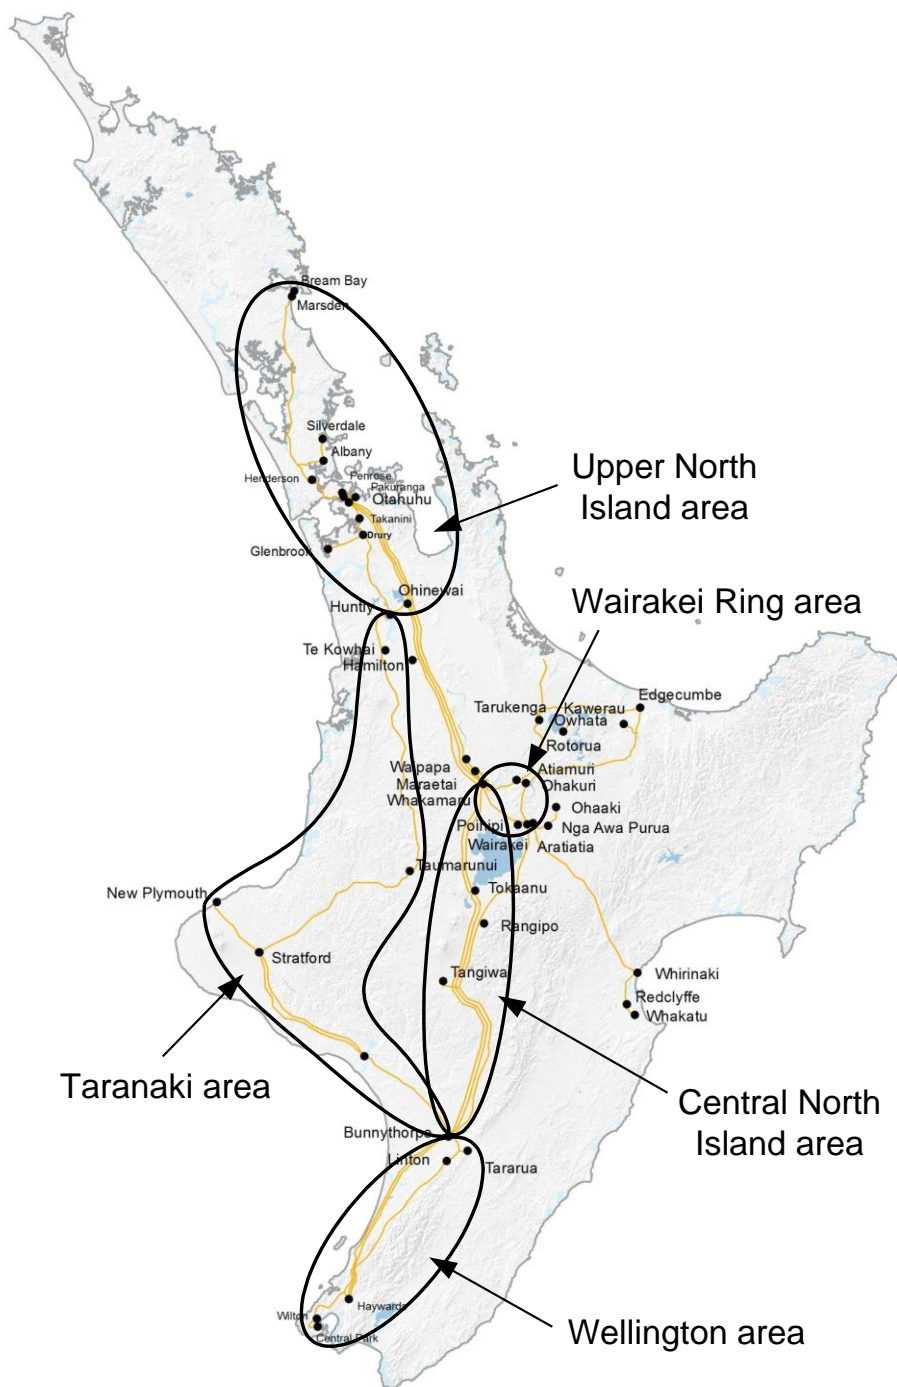 Bream Bay
Marsden
Silverdale
Albany
Henderson
Penrose
Pakuranga
Otahuhu
Takanini
Drury
Glenbrook
Upper North
Island area
Ohinewai
Huntly
Wairakei Ring area
Te Kowhai
Hamilton
Edgecumbe
Tarukenga
Kawerau
Owhata
Rotorua
Waipapa
Atiamuri
Maraetai
Ohakuri
Whakamaru
Ohaaki
Poihipi
Nga Awa Purua
Wairakei
Aratiatia
Taumarunui
New Plymouth
Tokaanu
Rangipo
Stratford
Tangiwai
Whirinaki
Redclyffe
Whakatu
Taranaki area
Central North
Island area
Bunnythorpe
Linton
Tararua
Haywards
Wilton
Central Park
Wellington area